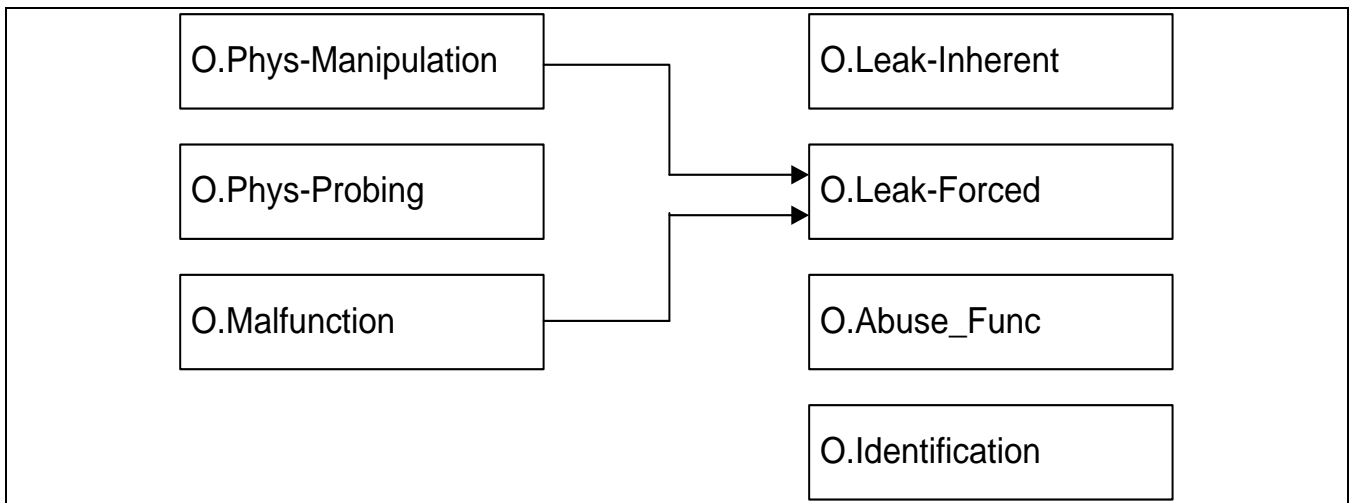 O.Phys-Manipulation
O.Leak-Inherent
O.Phys-Probing
O.Leak-Forced
O.Malfunction
O.Abuse_Func
O.Identification